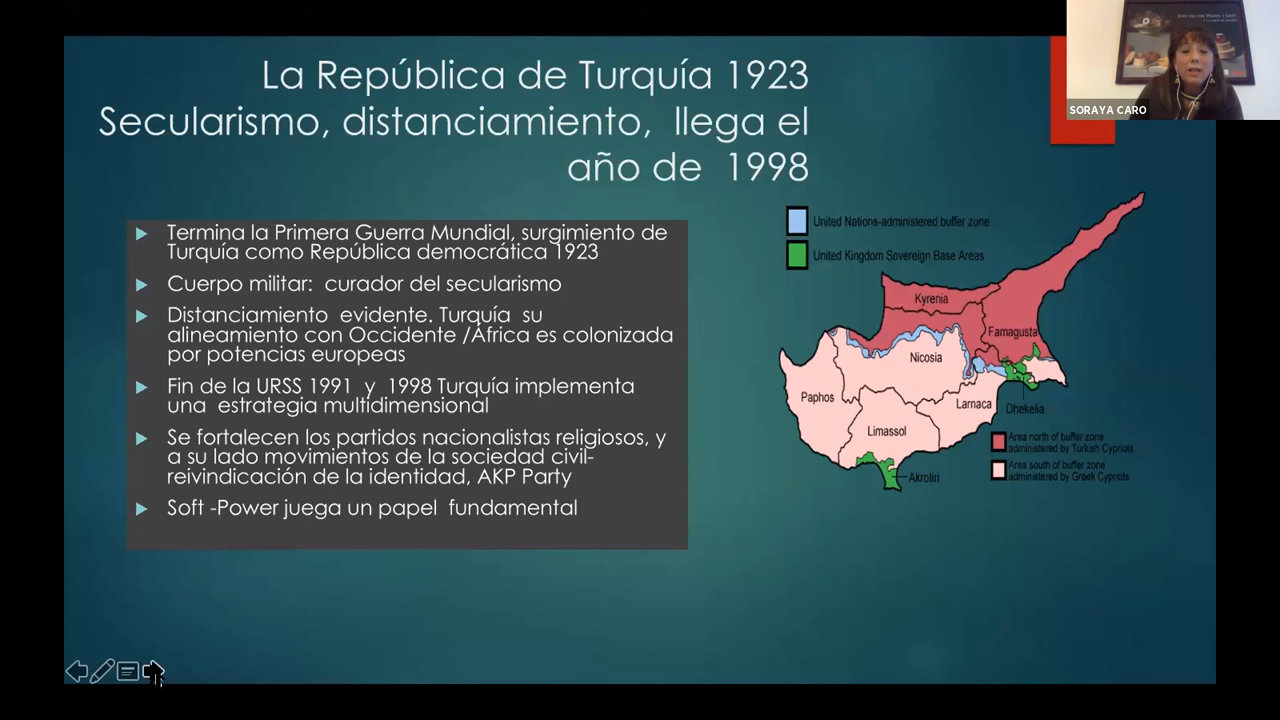 La República de Turquía 1923
Secularismo, distanciamiento, llega el
año de 1998
Termina la Primera Guerra Mundial, surgimiento de
Turquía como República democrática 1923
Cuerpo militar: curador del secularismo
Distanciamiento evidente. Turquía su
alineamiento con Occidente /África es colonizada
por potencias europeas
Fin de la URSS 1991 y 1998 Turquía implementa
una estrategia multidimensional
Se fortalecen los partidos nacionalistas religiosos, y
a su lado movimientos de la sociedad civil-
reivindicación de la identidad, AKP Party
Soft -Power juega un papel fundamental
United Nations-administered buffer zone
United Kingdom Sovereign Base Areas
Kyrenia
Famagusta
Nicosia
Paphos
Larnaca
Dhekelia
Limassol
Akrotiri
Area north of buffer zone
administered by Turkish Cypriots
Area south of buffer zone
administered by Greek Cypriots
SORAYA CARO